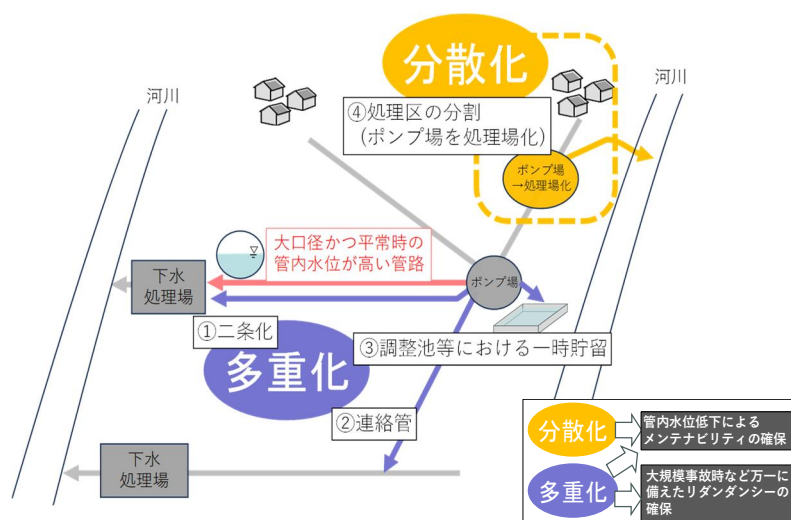 分散化
河川
河川
④処理区の分割
(ポンプ場を処理場化)
ポンプ場
→処理場化
大口径かつ平常時の
管内水位が高い管路
下水
処理場
ポンプ場
①二条化
③調整池等における一時貯留
多重化
②連絡管
下水
処理場
分散化
管内水位低下による
メンテナビリティの確保
多重化
大規模事故時など万一に
備えたリダンダンシーの
確保